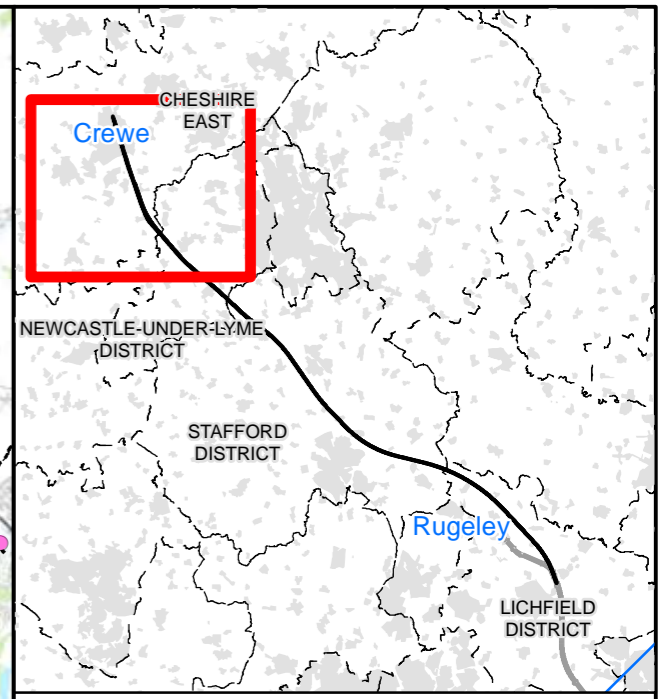 CHESHIRE
EAST
Crewe
NEWCASTLE-UNDER-LYME
DISTRICT
STAFFORD
DISTRICT
Rugeley
LICHFIELD
DISTRICT